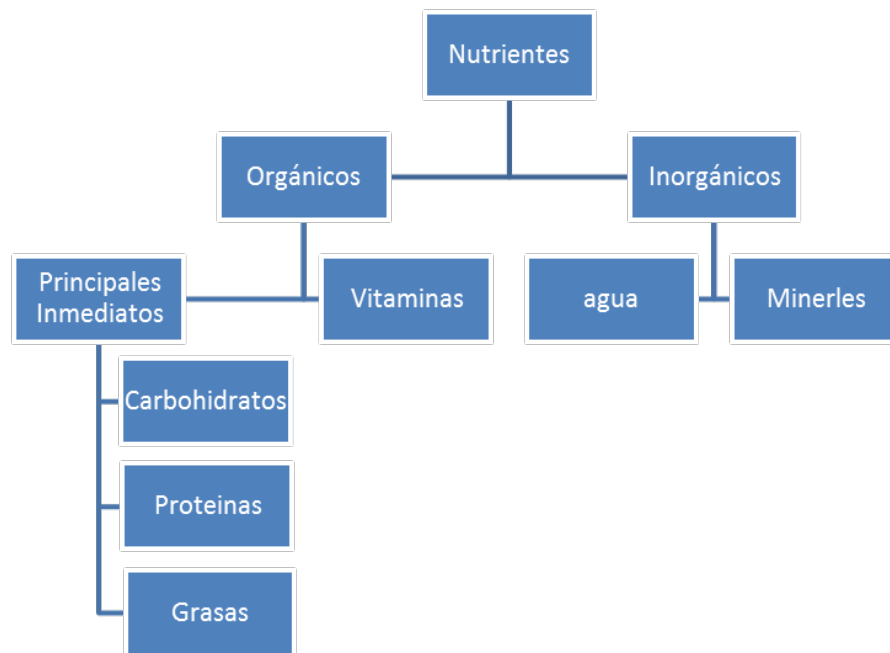 Nutrientes
Orgánicos
Inorgánicos
Principales
Inmediatos
Vitaminas
agua
Minerles
Carbohidratos
Proteinas
Grasas